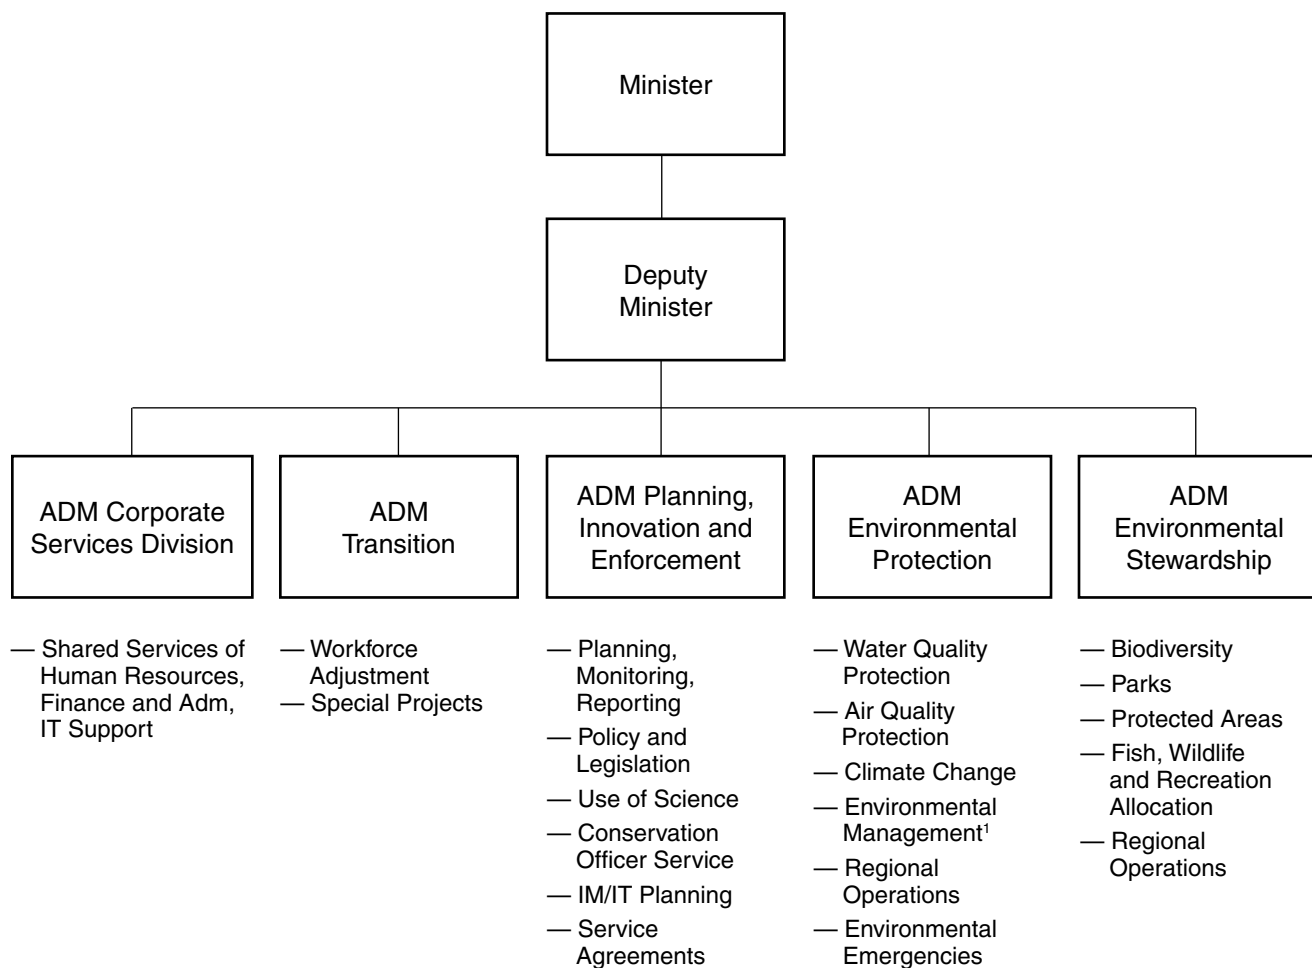 Minister
Deputy
Minister
ADM Corporate
Services Division
ADM
Transition
ADM Planning,
Innovation and
Enforcement
ADM
Environmental
Protection
ADM
Environmental
Stewardship
— Shared Services of
Human Resources,
Finance and Adm,
IT Support
— Workforce
Adjustment
— Special Projects
— Planning,
Monitoring,
Reporting
— Policy and
Legislation
— Use of Science
— Conservation
Officer Service
— IM/IT Planning
— Service
Agreements
— Water Quality
Protection
— Air Quality
Protection
— Climate Change
— Environmental
Management¹
— Regional
Operations
— Environmental
Emergencies
— Biodiversity
— Parks
— Protected Areas
— Fish, Wildlife
and Recreation
Allocation
— Regional
Operations